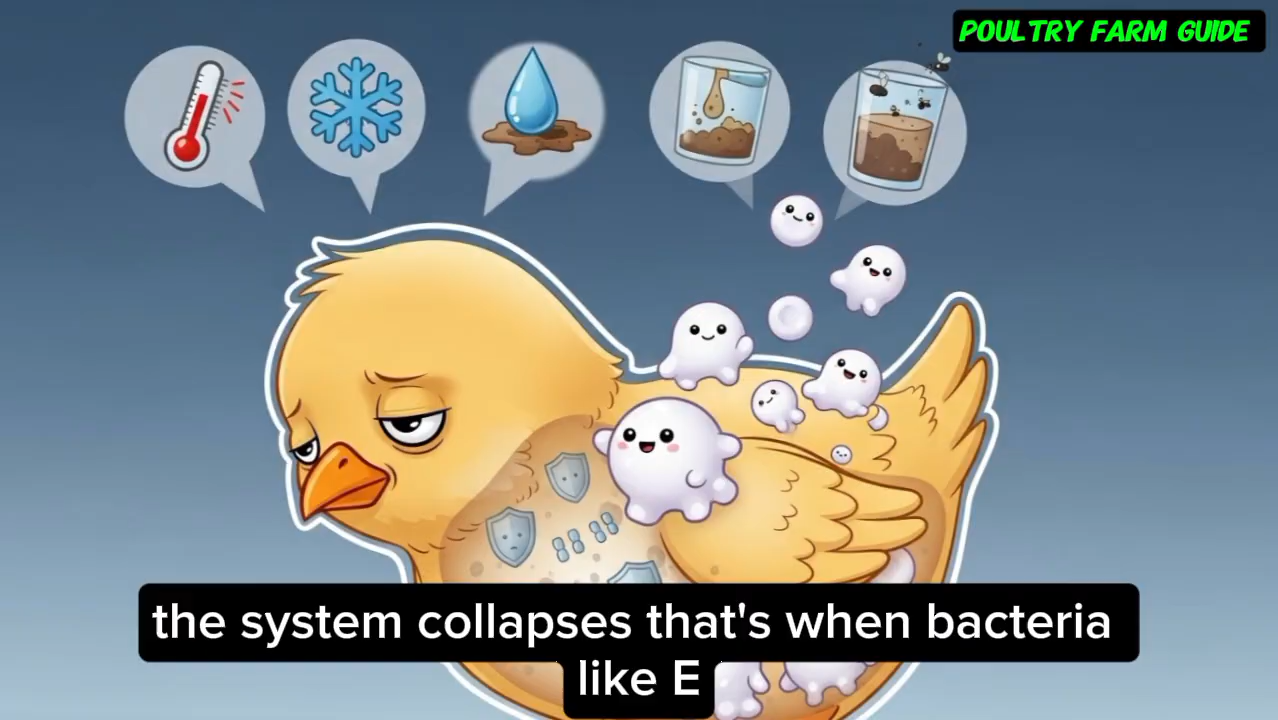 POULTRY FARM GUIDE
the system collapses that's when bacteria
like E